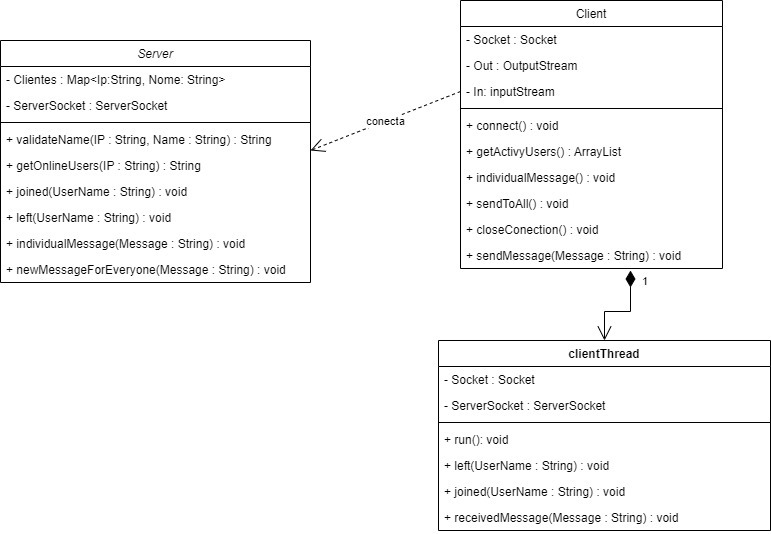 Server
- Clientes : Map<Ip:String, Nome: String>
- ServerSocket : ServerSocket
+ validateName(IP : String, Name : String) : String
+ getOnlineUsers(IP : String) : String
+ joined(UserName : String) : void
+ left(UserName : String) : void
+ individualMessage(Message : String) : void
+ newMessageForEveryone(Message : String) : void
conecta
Client
- Socket : Socket
- Out : OutputStream
- In: inputStream
+ connect() : void
+ getActivyUsers() : ArrayList
+ individualMessage() : void
+ sendToAll() : void
+ closeConection() : void
+ sendMessage(Message : String) : void
1
clientThread
- Socket : Socket
- ServerSocket : ServerSocket
+ run(): void
+ left(UserName : String) : void
+ joined(UserName : String) : void
+ receivedMessage(Message : String) : void